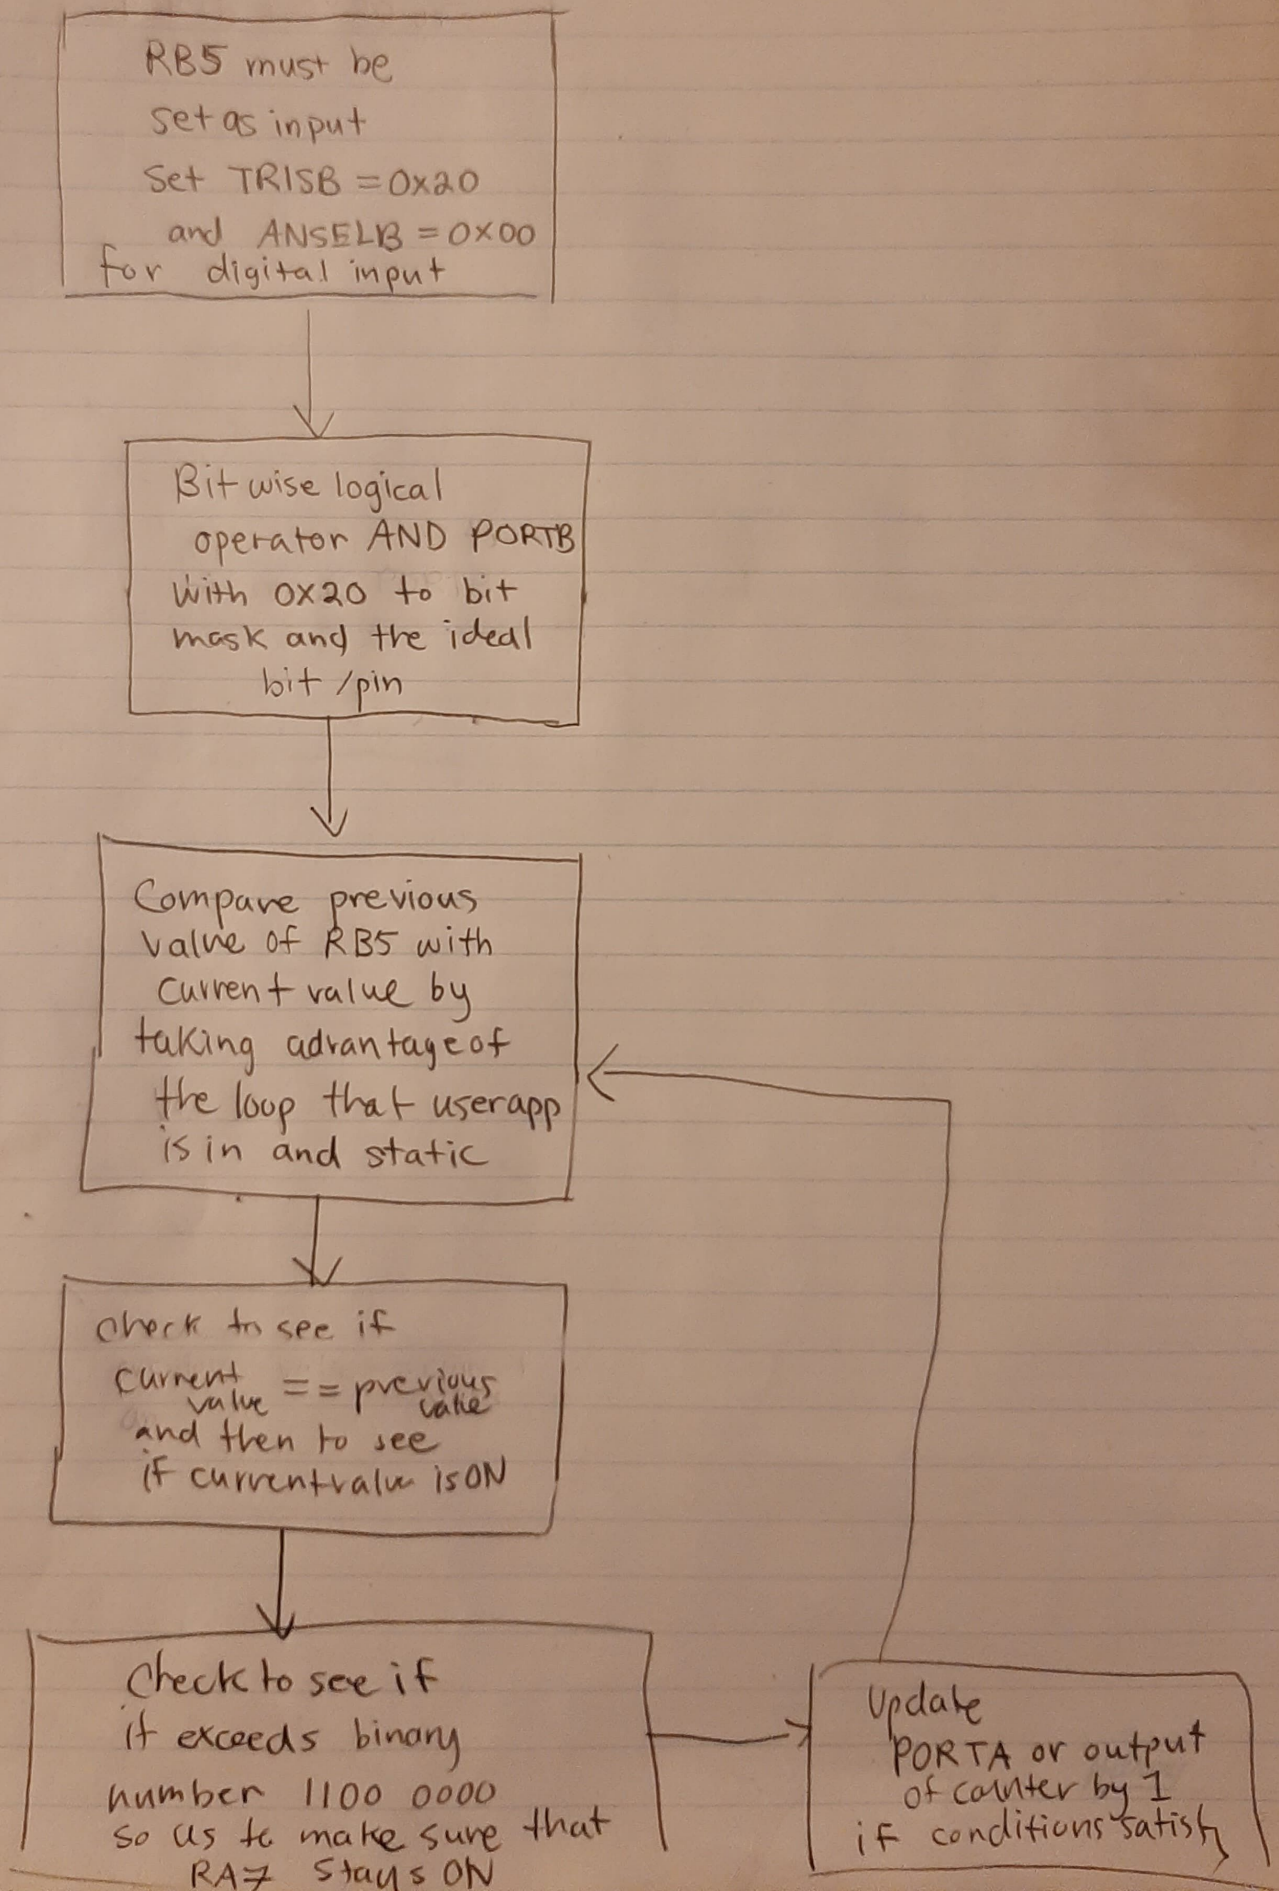 RB5 must be
set as input
Set TRISB = 0x20
and ANSELB = 0x00
for digital input
Bitwise logical
operator AND PORTB
with 0x20 to bit
mask and the ideal
bit /pin
Compare previous
value of RB5 with
current value by
taking advantage of
the loop that userapp
is in and static
check to see if
current value == previous value
and then to see
if current value is ON
Check to see if
it exceeds binary
number 1100 0000
so us to make sure that
RA7 stays ON
Update
PORTA or output
of counter by 1
if conditions satisfy